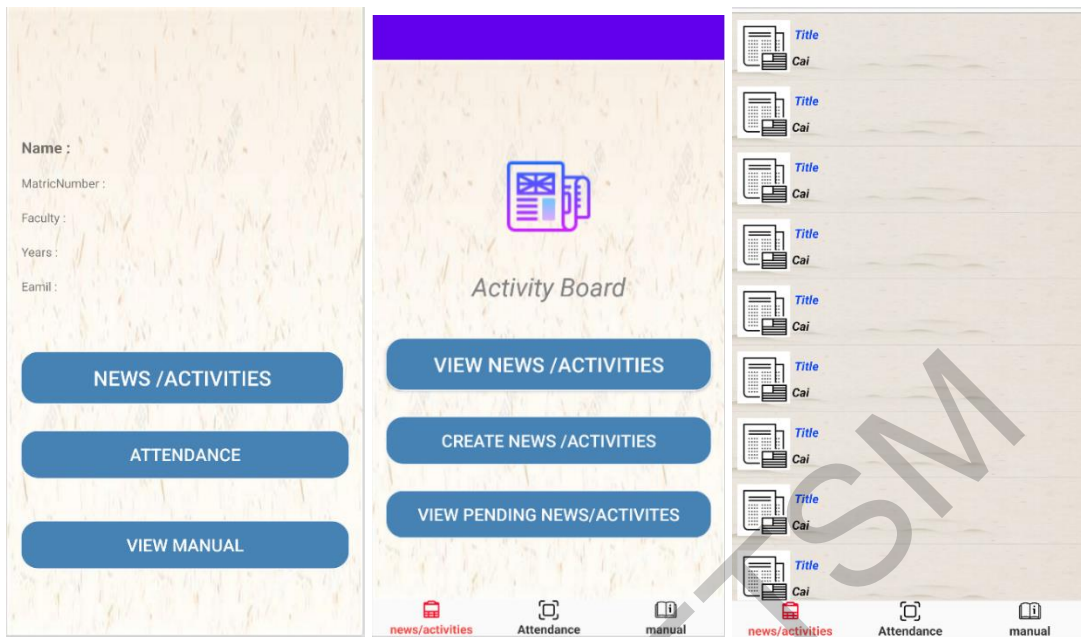 Name :
MatricNumber :
Faculty :
Years :
Eamil :
NEWS /ACTIVITIES
ATTENDANCE
VIEW MANUAL
Activity Board
VIEW NEWS /ACTIVITIES
CREATE NEWS /ACTIVITIES
VIEW PENDING NEWS/ACTIVITES
news/activities Attendance manual
Title
Cai
Title
Cai
Title
Cai
Title
Cai
Title
Cai
Title
Cai
Title
Cai
Title
Cai
Title
Cai
news/activities Attendance manual
TSM